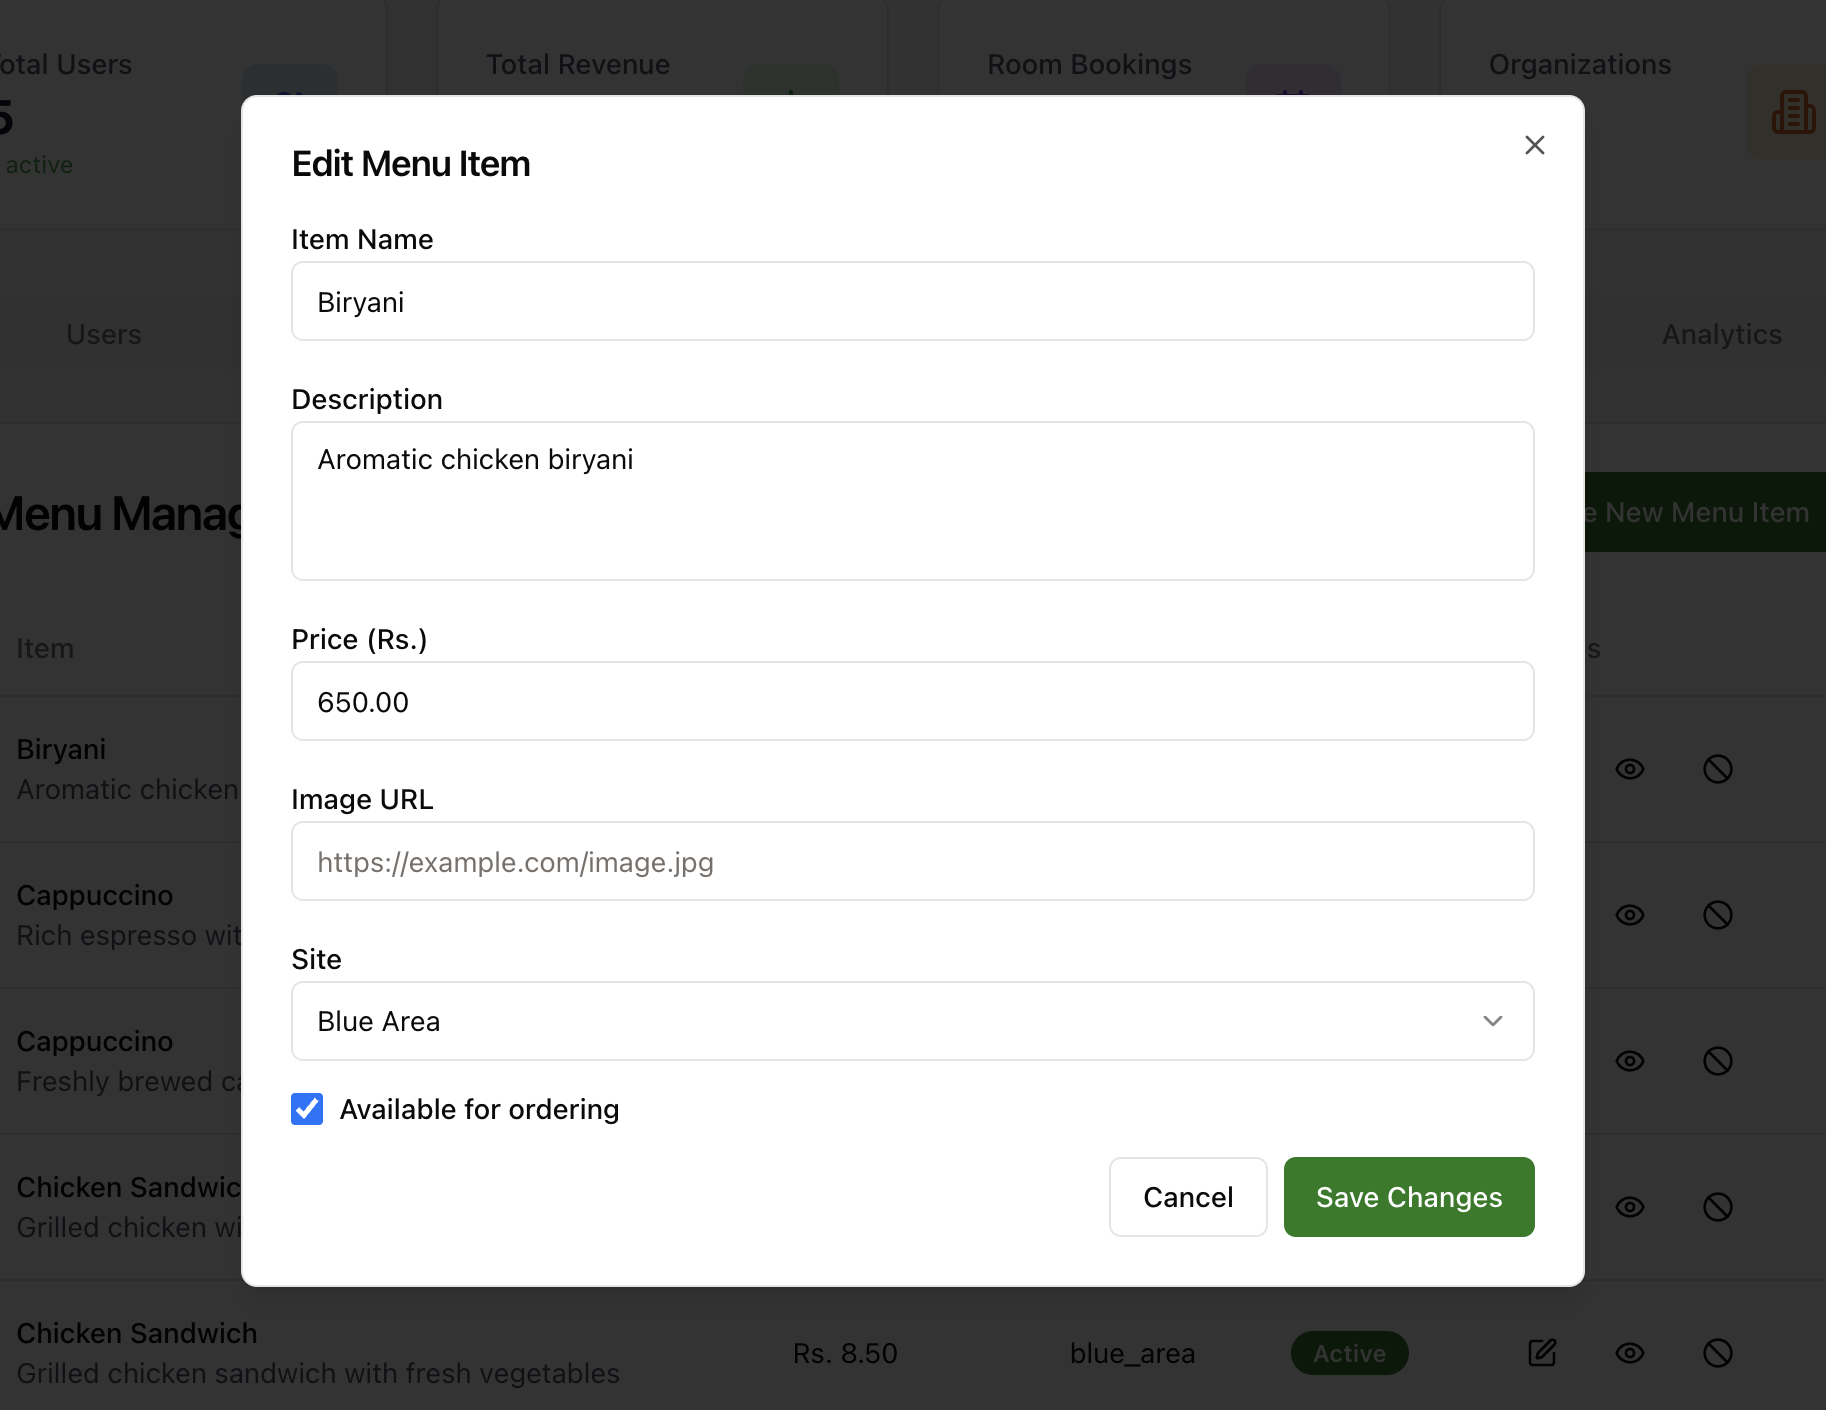 Total Users
Total Revenue
Room Bookings
Organizations
5
active
Edit Menu Item
Item Name
Biryani
Users
Analytics
Description
Aromatic chicken biryani
Menu Manag
e New Menu Item
Price (Rs.)
650.00
Item
s
Biryani
Aromatic chicken
Image URL
https://example.com/image.jpg
Cappuccino
Rich espresso wit
Site
Blue Area
Cappuccino
Freshly brewed ca
Available for ordering
Cancel
Save Changes
Chicken Sandwic
Grilled chicken wi
Chicken Sandwich
Grilled chicken sandwich with fresh vegetables
Rs. 8.50
blue_area
Active